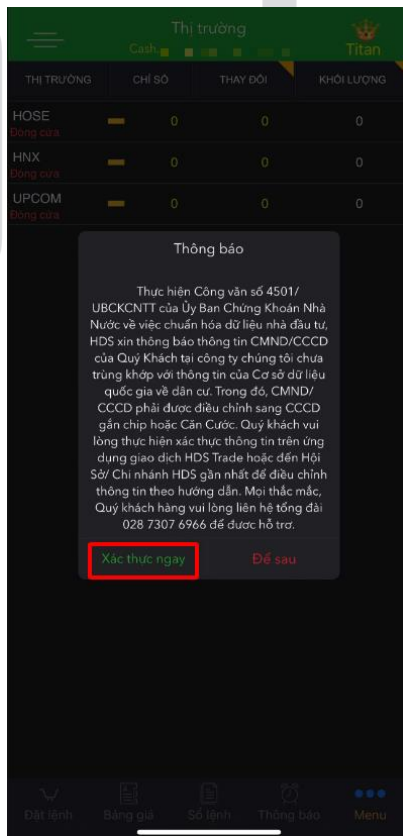 Thị trường
Cash
Titan
THỊ TRƯỜNG CHỈ SỐ THAY ĐỔI KHỐI LƯỢNG
HOSE 0 0 0
Đóng cửa
HNX 0 0 0
Đóng cửa
UPCOM 0 0 0
Đóng cửa
Thông báo
Thực hiện Công văn số 4501/
UBCKCNTT của Ủy Ban Chứng Khoán Nhà
Nước về việc chuẩn hóa dữ liệu nhà đầu tư,
HDS xin thông báo thông tin CMND/CCCD
của Quý Khách tại công ty chúng tôi chưa
trùng khớp với thông tin của Cơ sở dữ liệu
quốc gia về dân cư. Trong đó, CMND/
CCCD phải được điều chỉnh sang CCCD
gắn chip hoặc Căn Cước. Quý khách vui
lòng thực hiện xác thực thông tin trên ứng
dụng giao dịch HDS Trade hoặc đến Hội
Sở/ Chi nhánh HDS gần nhất để điều chỉnh
thông tin theo hướng dẫn. Mọi thắc mắc,
Quý khách hàng vui lòng liên hệ tổng đài
028 7307 6966 để được hỗ trợ.
Xác thực ngay Để sau
Đặt lệnh Bảng giá Sổ lệnh Thông báo Menu